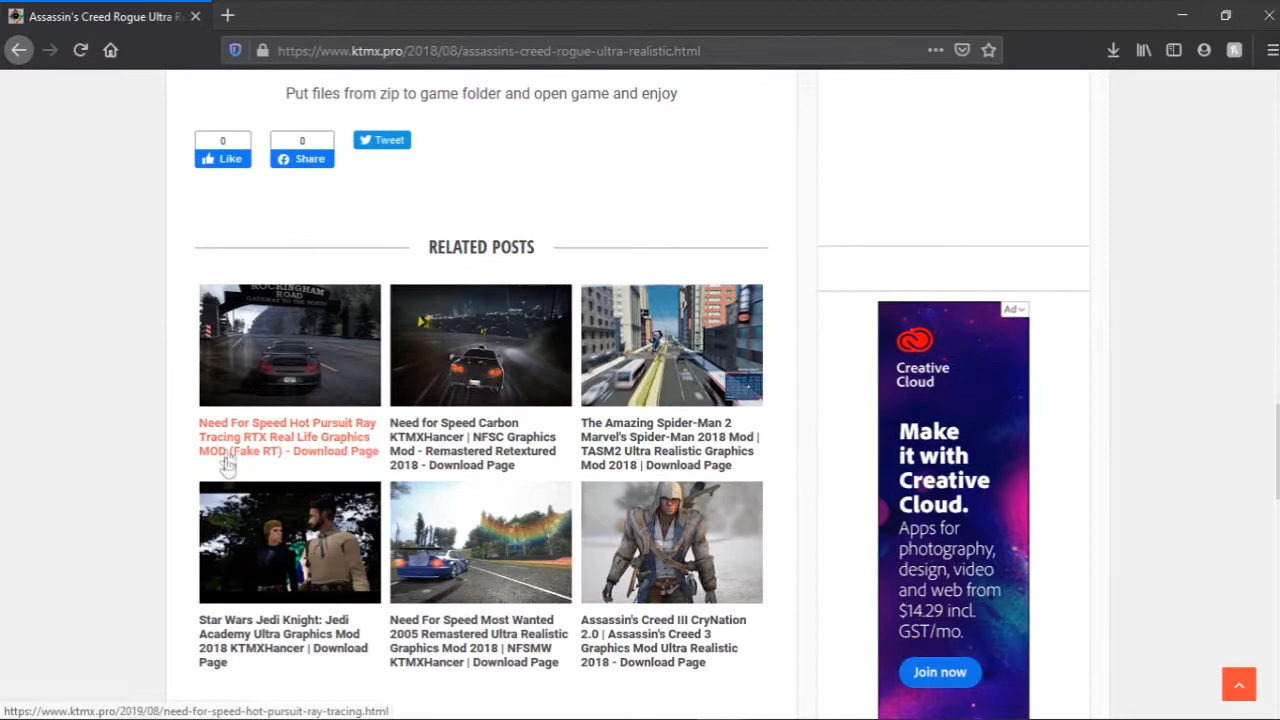 Assassin's Creed Rogue Ultra R
https://www.ktmx.pro/2018/08/assassins-creed-rogue-ultra-realistic.html
Put files from zip to game folder and open game and enjoy
0
Like
0
Share
Tweet
RELATED POSTS
ROCKINGHAM
ROAD
GATEWAY TO THE NORTH
Need For Speed Hot Pursuit Ray
Tracing RTX Real Life Graphics
MOD (Fake RT) - Download Page
Need for Speed Carbon
KTMXHancer | NFSC Graphics
Mod - Remastered Retextured
2018 - Download Page
The Amazing Spider-Man 2
Marvel's Spider-Man 2018 Mod |
TASM2 Ultra Realistic Graphics
Mod 2018 | Download Page
Star Wars Jedi Knight: Jedi
Academy Ultra Graphics Mod
2018 KTMXHancer | Download
Page
Need For Speed Most Wanted
2005 Remastered Ultra Realistic
Graphics Mod 2018 | NFSMW
KTMXHancer | Download Page
Assassin's Creed III CryNation
2.0 | Assassin's Creed 3
Graphics Mod Ultra Realistic
2018 - Download Page
Ad
Creative
Cloud
Make
it with
Creative
Cloud.
Apps for
photography,
design, video
and web from
$14.29 incl.
GST/mo.
Join now
https://www.ktmx.pro/2019/08/need-for-speed-hot-pursuit-ray-tracing.html